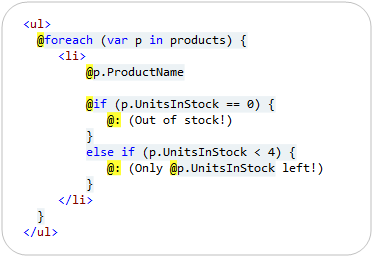 <ul>
@foreach (var p in products) {
<li>
@p.ProductName
@if (p.UnitsInStock == 0) {
@: (Out of stock!)
}
else if (p.UnitsInStock < 4) {
@: (Only @p.UnitsInStock left!)
}
</li>
}
</ul>